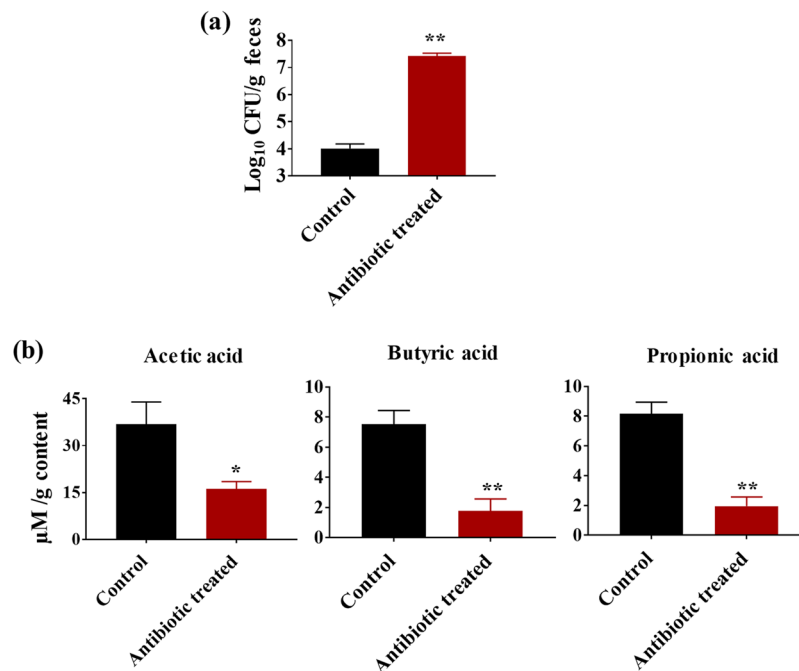 (a)
Log₁₀ CFU/g feces
8
7
6
5
4
3
**
Control
Antibiotic treated
(b)
Acetic acid
µM /g content
45
30
15
0
*
Control
Antibiotic treated
Butyric acid
10
8
6
4
2
0
**
Control
Antibiotic treated
Propionic acid
10
8
6
4
2
0
**
Control
Antibiotic treated